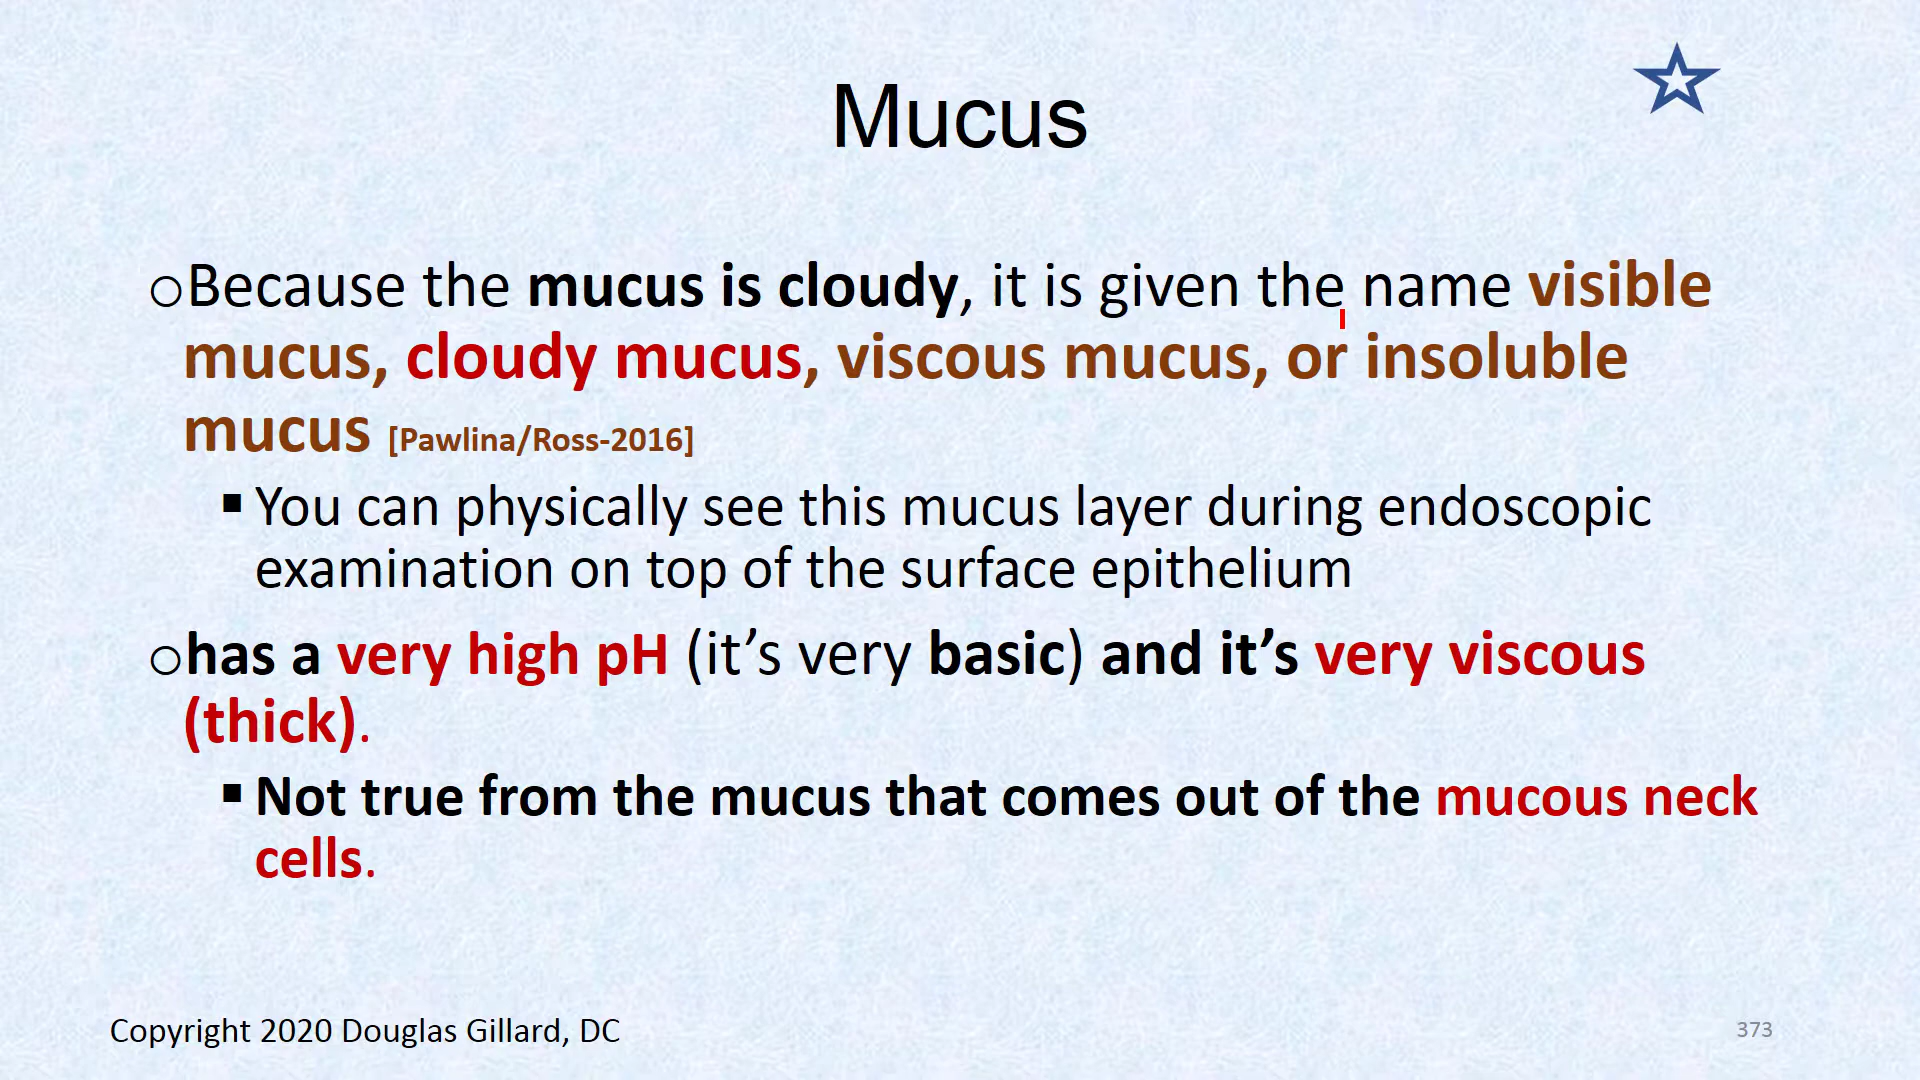 Mucus
oBecause the mucus is cloudy, it is given the name visible
mucus, cloudy mucus, viscous mucus, or insoluble
mucus [Pawlina/Ross-2016]
▪ You can physically see this mucus layer during endoscopic
examination on top of the surface epithelium
ohas a very high pH (it’s very basic) and it’s very viscous
(thick).
▪ Not true from the mucus that comes out of the mucous neck
cells.
Copyright 2020 Douglas Gillard, DC
373